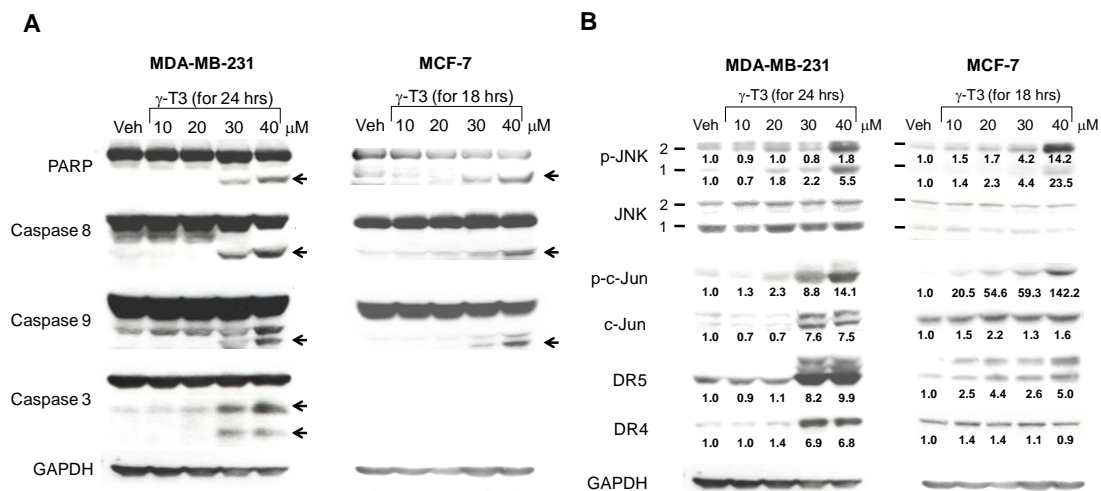 A
MDA-MB-231
γ-T3 (for 24 hrs)
Veh 10 20 30 40 μM
PARP
Caspase 8
Caspase 9
Caspase 3
GAPDH
MCF-7
γ-T3 (for 18 hrs)
Veh 10 20 30 40 μM
B
MDA-MB-231
γ-T3 (for 24 hrs)
Veh 10 20 30 40 μM
p-JNK
2
1.0 0.9 1.0 0.8 1.8
1
1.0 0.7 1.8 2.2 5.5
JNK
2
1
p-c-Jun
1.0 1.3 2.3 8.8 14.1
c-Jun
1.0 0.7 0.7 7.6 7.5
DR5
1.0 0.9 1.1 8.2 9.9
DR4
1.0 1.0 1.4 6.9 6.8
GAPDH
MCF-7
γ-T3 (for 18 hrs)
Veh 10 20 30 40 μM
1.0 1.5 1.7 4.2 14.2
1.0 1.4 2.3 4.4 23.5
1.0 20.5 54.6 59.3 142.2
1.0 1.5 2.2 1.3 1.6
1.0 2.5 4.4 2.6 5.0
1.0 1.4 1.4 1.1 0.9